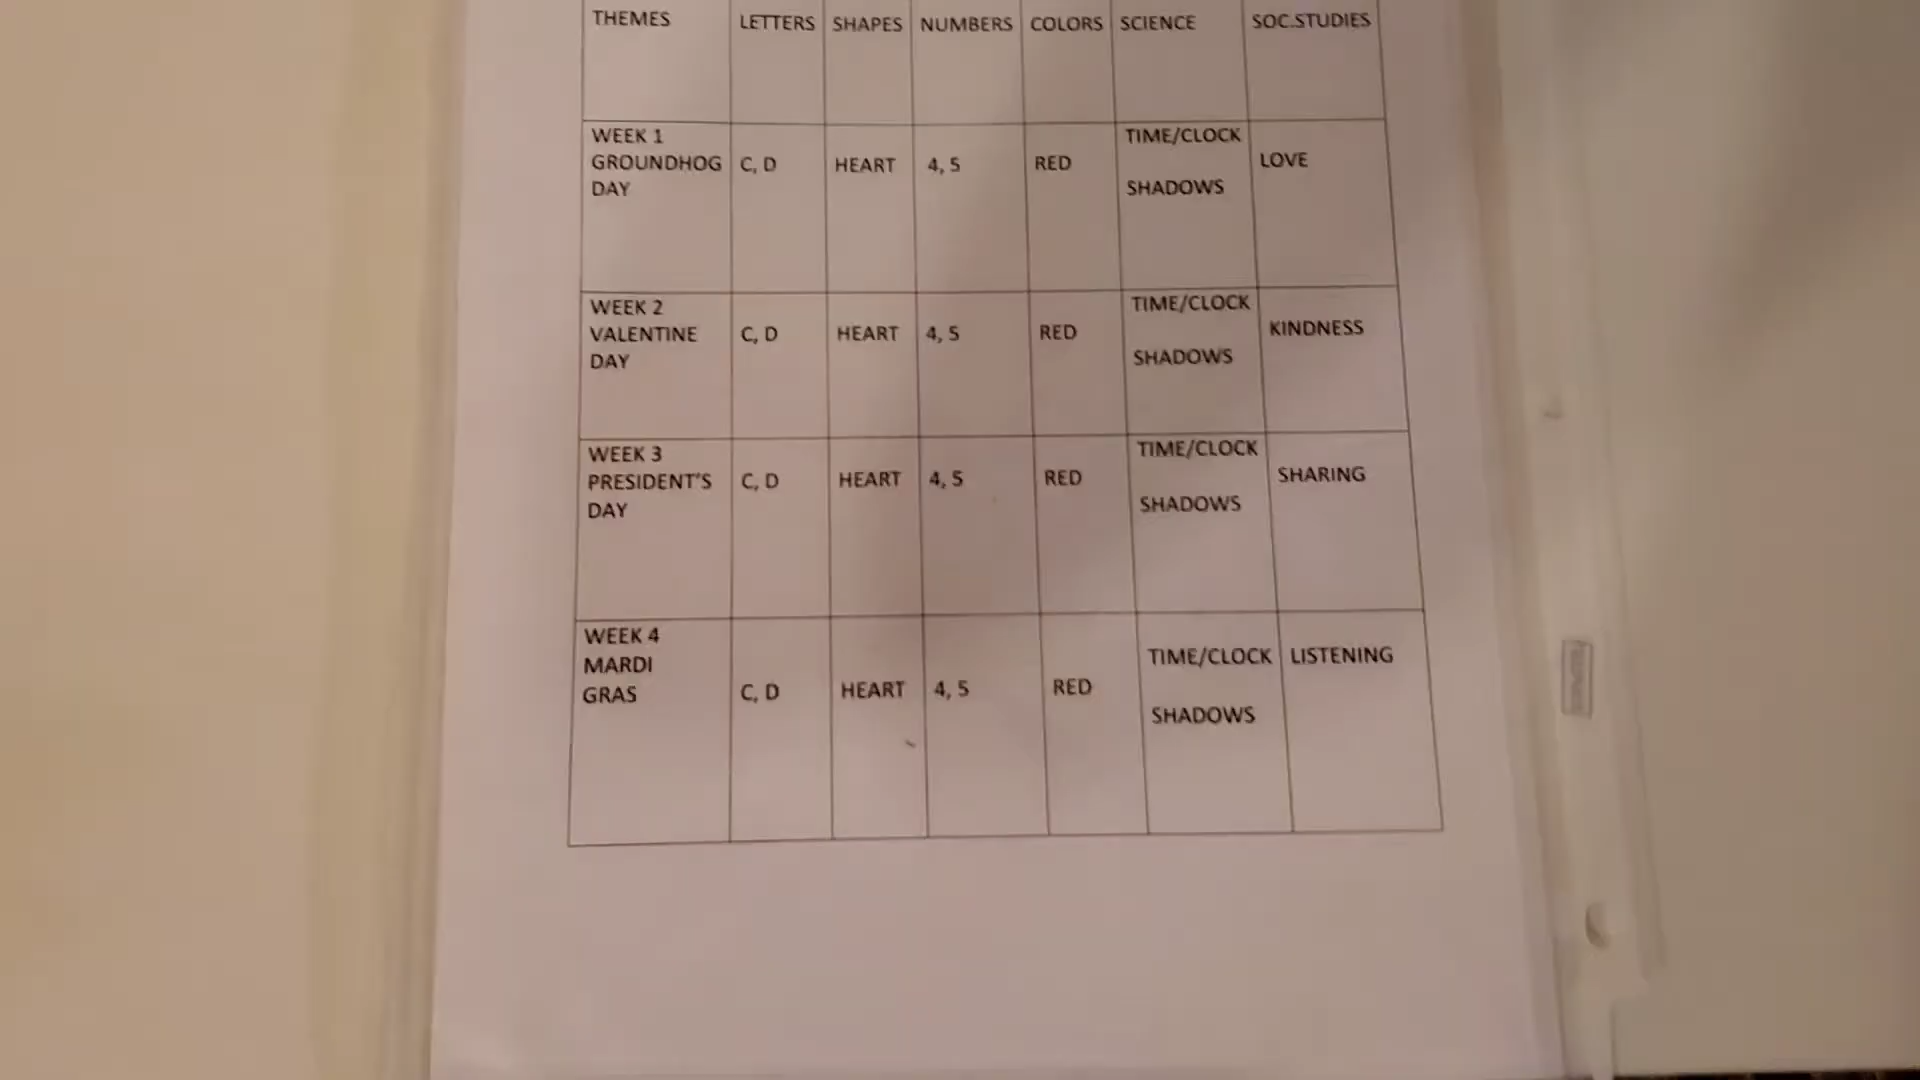 THEMES LETTERS SHAPES NUMBERS COLORS SCIENCE SOC.STUDIES
WEEK 1
GROUNDHOG
DAY
C, D
HEART
4, 5
RED
TIME/CLOCK
SHADOWS
LOVE
WEEK 2
VALENTINE
DAY
C, D
HEART
4, 5
RED
TIME/CLOCK
SHADOWS
KINDNESS
WEEK 3
PRESIDENT'S
DAY
C, D
HEART
4, 5
RED
TIME/CLOCK
SHADOWS
SHARING
WEEK 4
MARDI
GRAS
C, D
HEART
4, 5
RED
TIME/CLOCK
SHADOWS
LISTENING